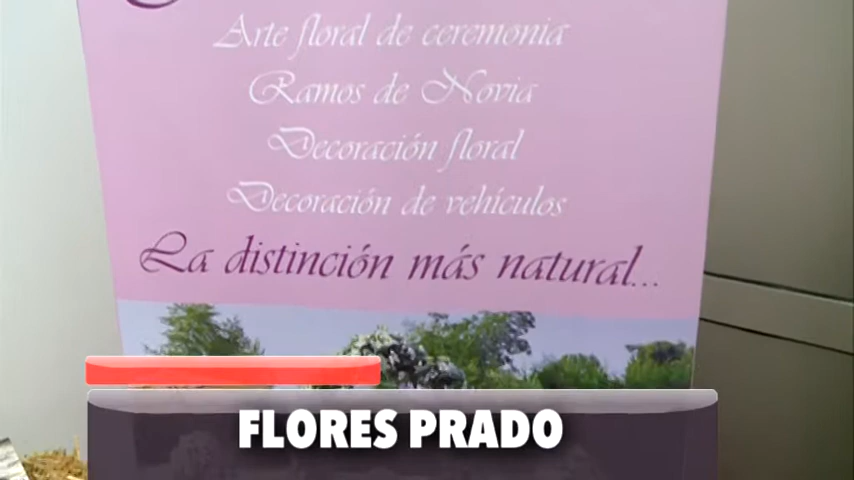 Arte floral de ceremonia
Ramos de Novia
Decoración floral
Decoración de vehículos
La distinción más natural...
FLORES PRADO